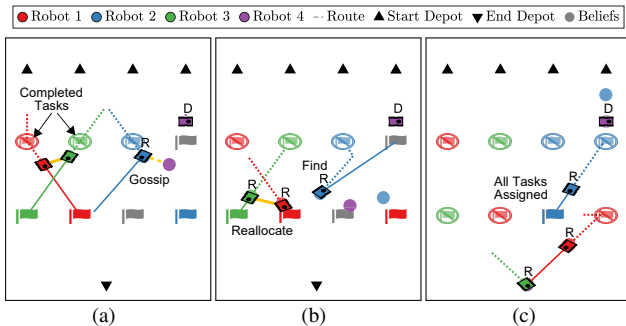 Robot 1 Robot 2 Robot 3 Robot 4 Route Start Depot End Depot Beliefs
Completed
Tasks
D
R
Gossip
(a)
D
Find
R
R
R
Reallocate
(b)
D
All Tasks
Assigned
R
R
R
(c)